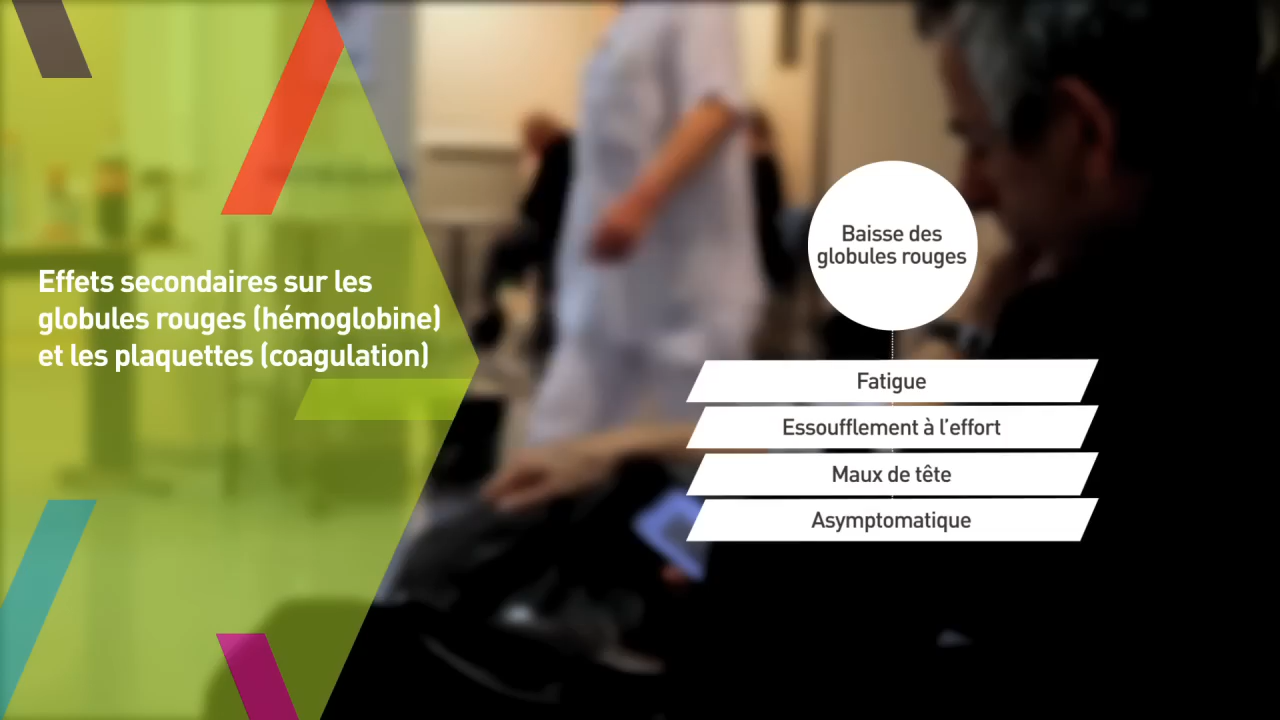 Effets secondaires sur les
globules rouges (hémoglobine)
et les plaquettes (coagulation)
Baisse des
globules rouges
Fatigue
Essoufflement à l'effort
Maux de tête
Asymptomatique